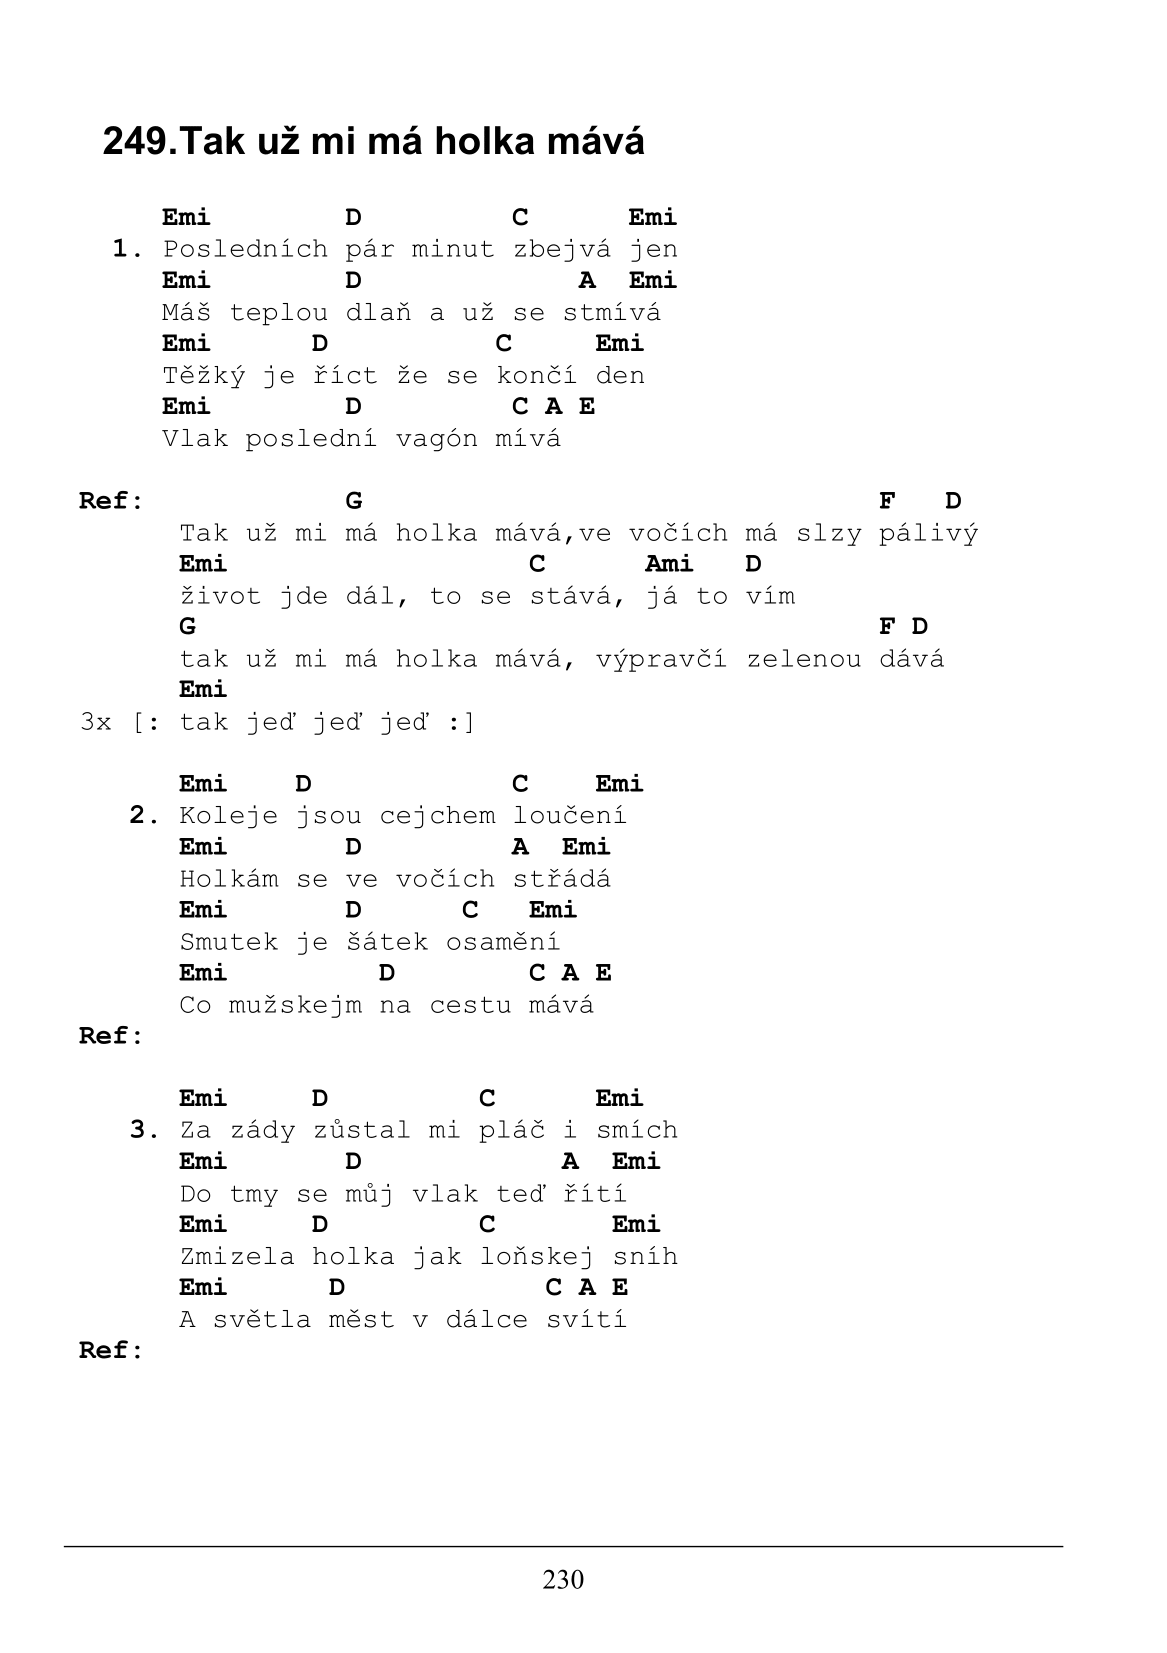 249.Tak už mi má holka mává
Emi D C Emi
1. Posledních pár minut zbejvá jen
Emi D A Emi
Máš teplou dlaň a už se stmívá
Emi D C Emi
Těžký je říct že se končí den
Emi D C A E
Vlak poslední vagón mívá
Ref: G F D
Tak už mi má holka mává,ve vočích má slzy pálivý
Emi C Ami D
život jde dál, to se stává, já to vím
G F D
tak už mi má holka mává, výpravčí zelenou dává
Emi
3x [: tak jeď jeď jeď :]
Emi D C Emi
2. Koleje jsou cejchem loučení
Emi D A Emi
Holkám se ve vočích střádá
Emi D C Emi
Smutek je šátek osamění
Emi D C A E
Co mužskejm na cestu mává
Ref:
Emi D C Emi
3. Za zády zůstal mi pláč i smích
Emi D A Emi
Do tmy se můj vlak teď řítí
Emi D C Emi
Zmizela holka jak loňskej sníh
Emi D C A E
A světla měst v dálce svítí
Ref:
230